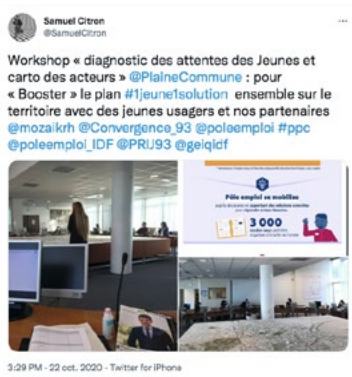 Samuel Citron
@SamuelCitron
Workshop « diagnostic des attentes des Jeunes et
carto des acteurs » @PlaineCommune : pour
« Booster » le plan #1jeune1solution ensemble sur le
territoire avec des jeunes usagers et nos partenaires
@mozaikrh @Convergence_93 @poleemploi #ppc
@poleemploi_IDF @PRIJ93 @geiqidf
Pôle emploi se mobilise
3 000
3:29 PM - 22 oct. 2020 - Twitter for iPhone